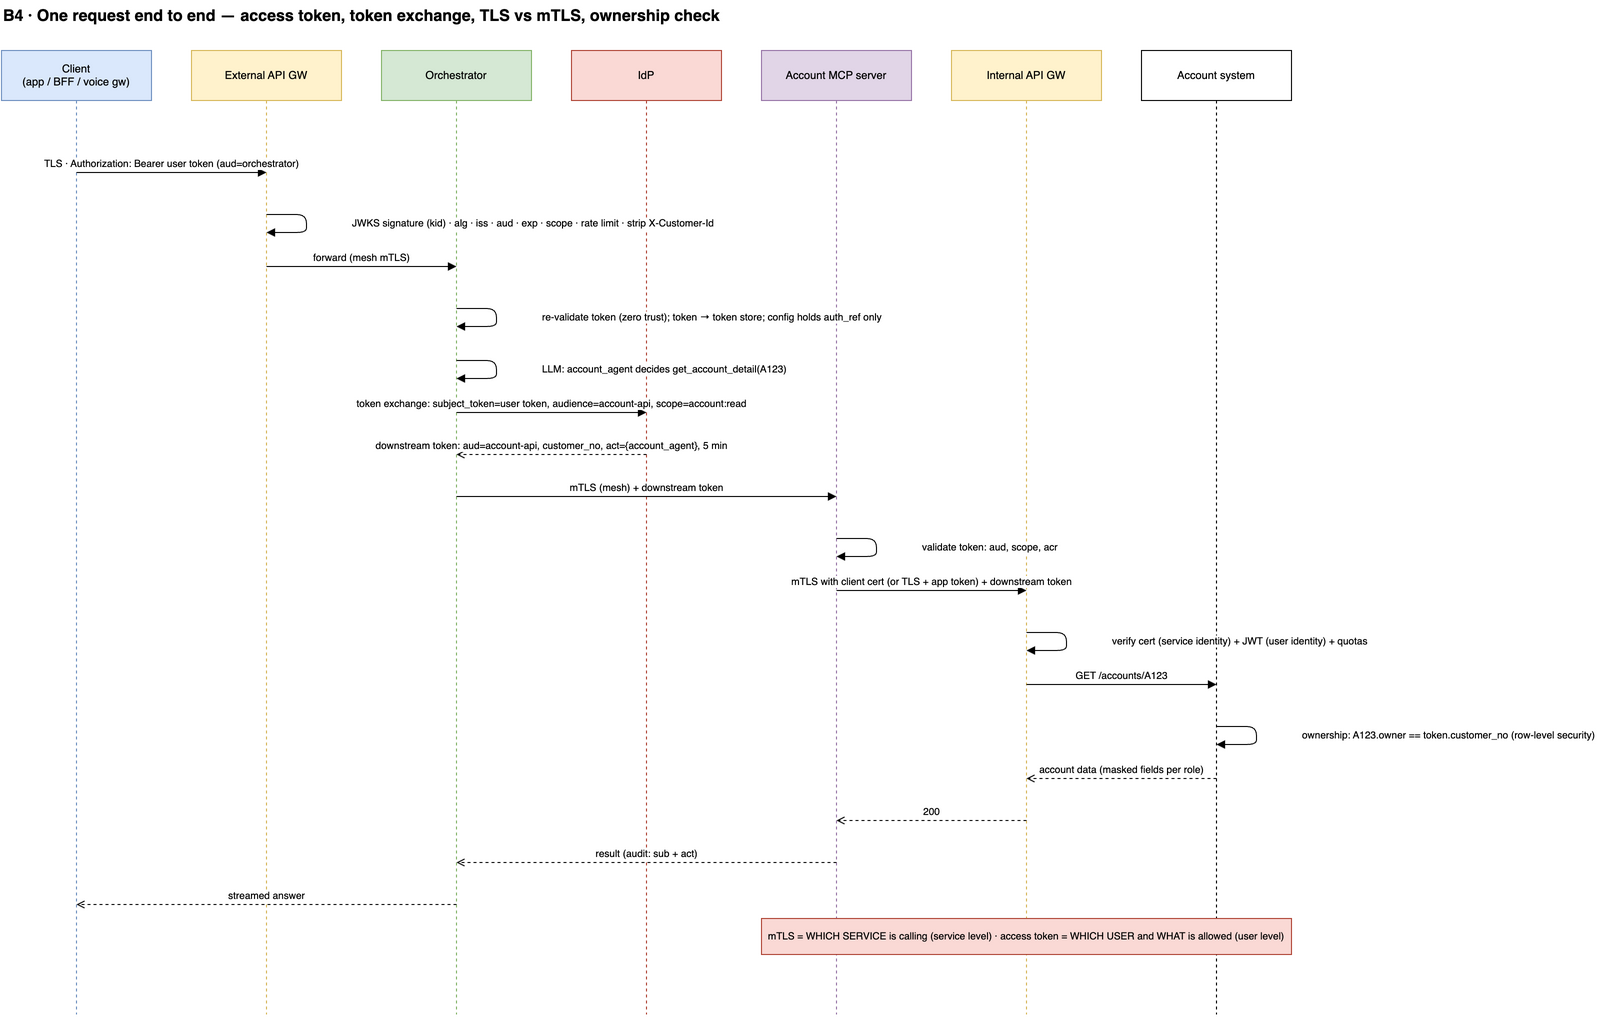 B4 · One request end to end — access token, token exchange, TLS vs mTLS, ownership check
Client
(app / BFF / voice gw)
External API GW
Orchestrator
IdP
Account MCP server
Internal API GW
Account system
TLS · Authorization: Bearer user token (aud=orchestrator)
JWKS signature (kid) · alg · iss · aud · exp · scope · rate limit · strip X-Customer-Id
forward (mesh mTLS)
re-validate token (zero trust); token → token store; config holds auth_ref only
LLM: account_agent decides get_account_detail(A123)
token exchange: subject_token=user token, audience=account-api, scope=account:read
downstream token: aud=account-api, customer_no, act={account_agent}, 5 min
mTLS (mesh) + downstream token
validate token: aud, scope, acr
mTLS with client cert (or TLS + app token) + downstream token
verify cert (service identity) + JWT (user identity) + quotas
GET /accounts/A123
ownership: A123.owner == token.customer_no (row-level security)
account data (masked fields per role)
200
result (audit: sub + act)
streamed answer
mTLS = WHICH SERVICE is calling (service level) · access token = WHICH USER and WHAT is allowed (user level)